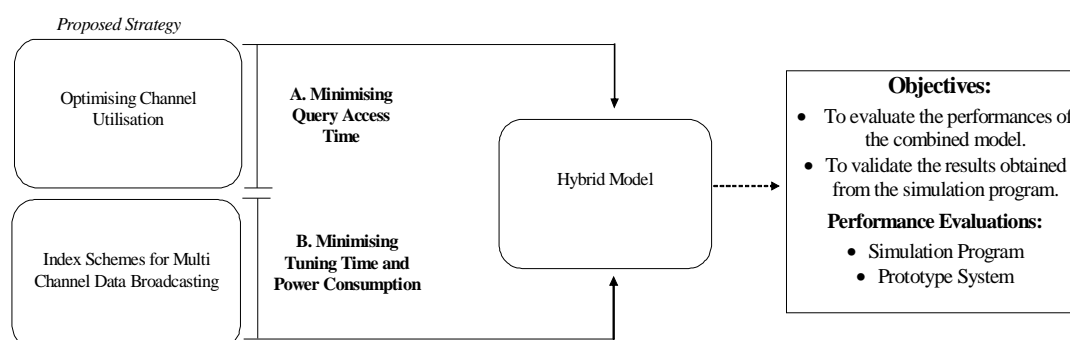 Proposed Strategy
Optimising Channel
Utilisation
A. Minimising
Query Access
Time
Index Schemes for Multi
Channel Data Broadcasting
B. Minimising
Tuning Time and
Power Consumption
Hybrid Model
Objectives:
• To evaluate the performances of
the combined model.
• To validate the results obtained
from the simulation program.
Performance Evaluations:
• Simulation Program
• Prototype System